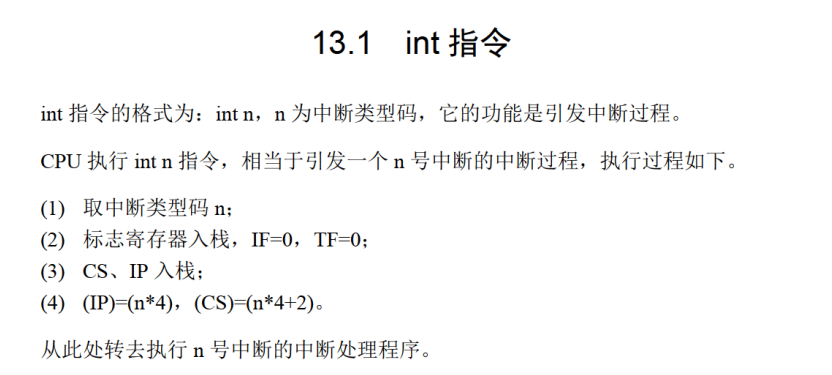 13.1 int 指令
int 指令的格式为：int n，n 为中断类型码，它的功能是引发中断过程。
CPU 执行 int n 指令，相当于引发一个 n 号中断的中断过程，执行过程如下。
(1) 取中断类型码 n；
(2) 标志寄存器入栈，IF=0，TF=0；
(3) CS、IP 入栈；
(4) (IP)=(n*4)，(CS)=(n*4+2)。
从此处转去执行 n 号中断的中断处理程序。